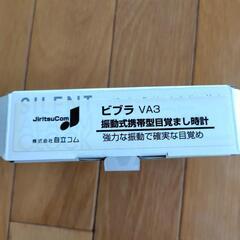 SILENT
JiritsuCom
株式会社 自立コム
ビブラ VA3
振動式携帯型目覚まし時計
強力な振動で確実な目覚め